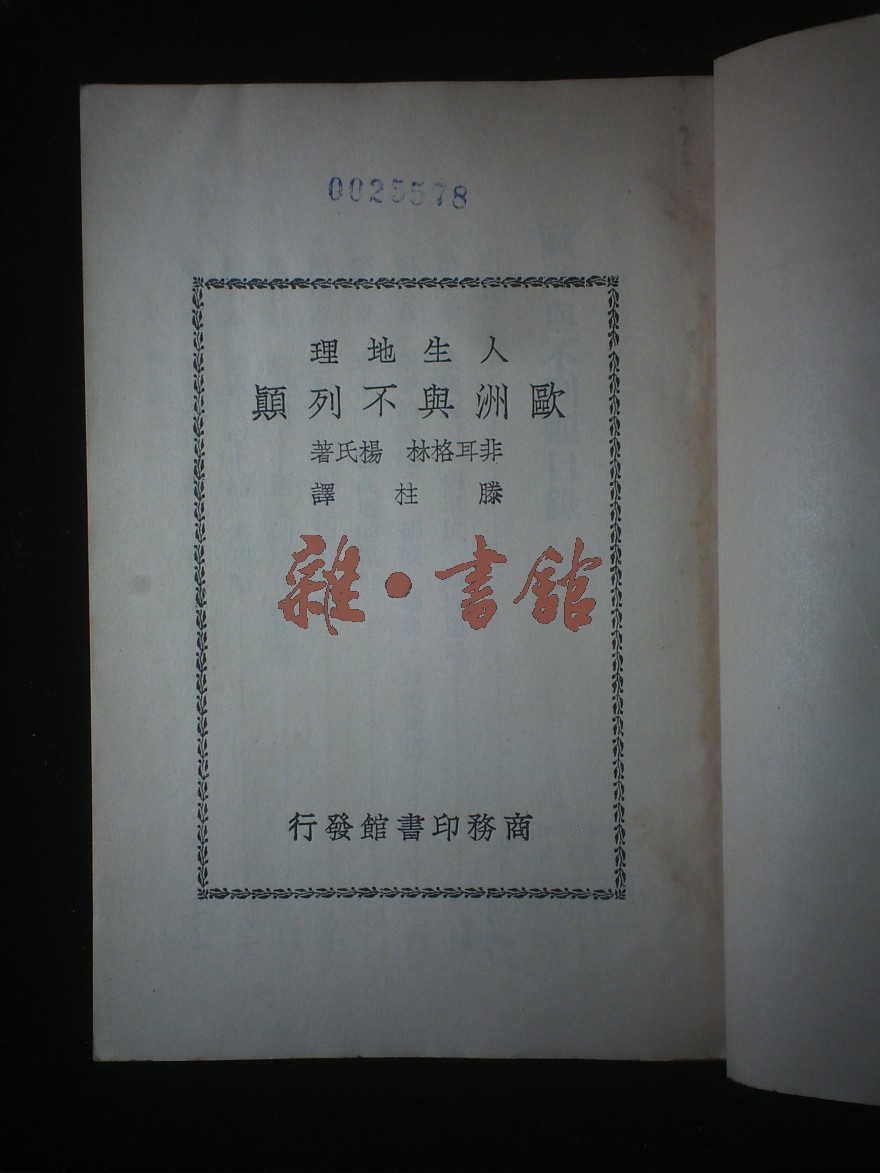 0025578
人生地理
歐洲與不列顛
非耳格林 楊氏著
滕柱譯
雜·書館
商務印書館發行